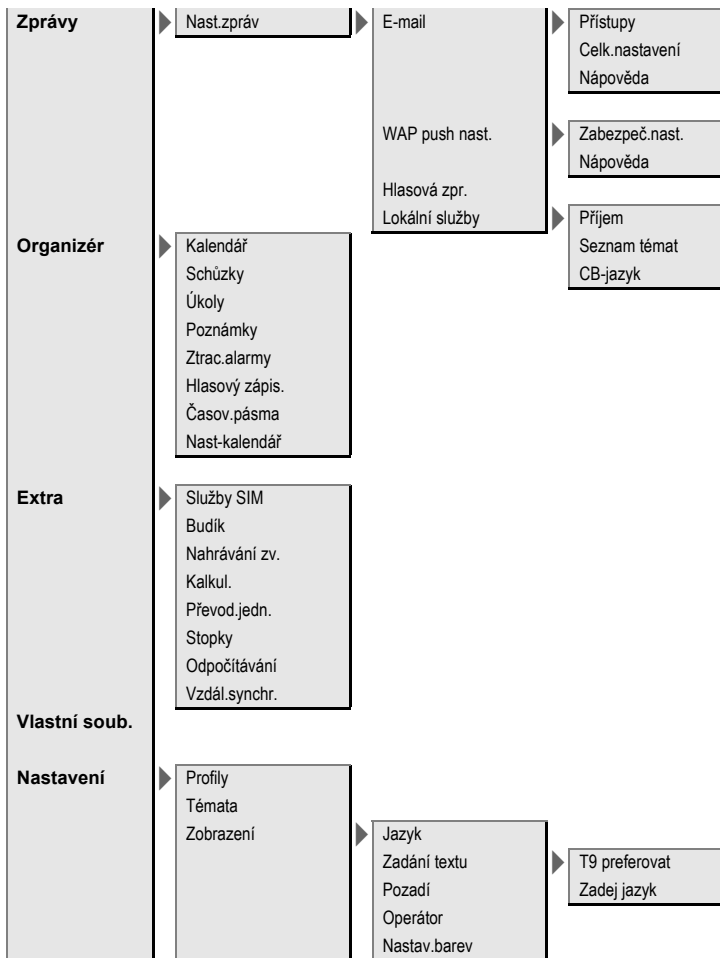 Zprávy Nast.zpráv E-mail Přístupy
Celk.nastavení
Nápověda
WAP push nast. Zabezpeč.nast.
Nápověda
Hlasová zpr.
Lokální služby Příjem
Organizér Kalendář Seznam témat
Schůzky CB-jazyk
Úkoly
Poznámky
Ztrac.alarmy
Hlasový zápis.
Časov.pásma
Nast-kalendář
Extra Služby SIM
Budík
Nahrávání zv.
Kalkul.
Převod.jedn.
Stopky
Odpočítávání
Vzdál.synchr.
Vlastní soub.
Nastavení Profily
Témata
Zobrazení Jazyk
Zadání textu T9 preferovat
Pozadí Zadej jazyk
Operátor
Nastav.barev